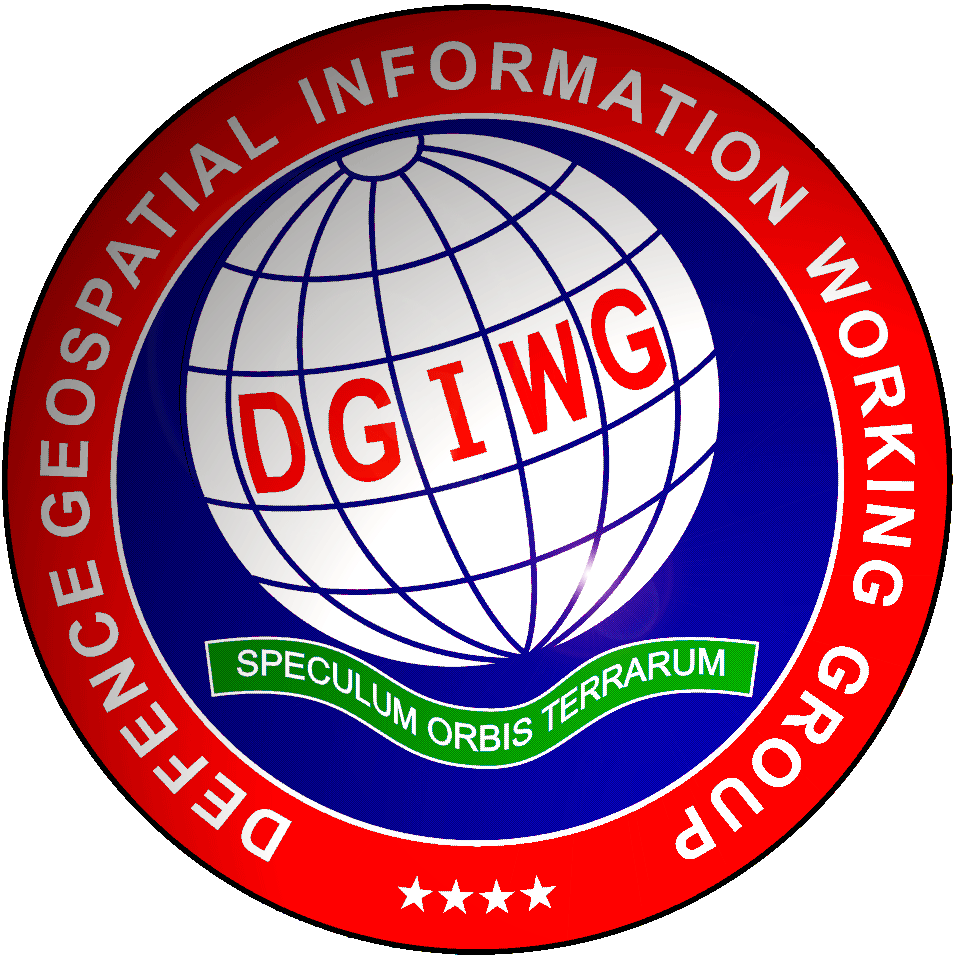 DEFENCE GEOSPATIAL INFORMATION WORKING GROUP
DGIWG
SPECULUM ORBIS TERRARUM